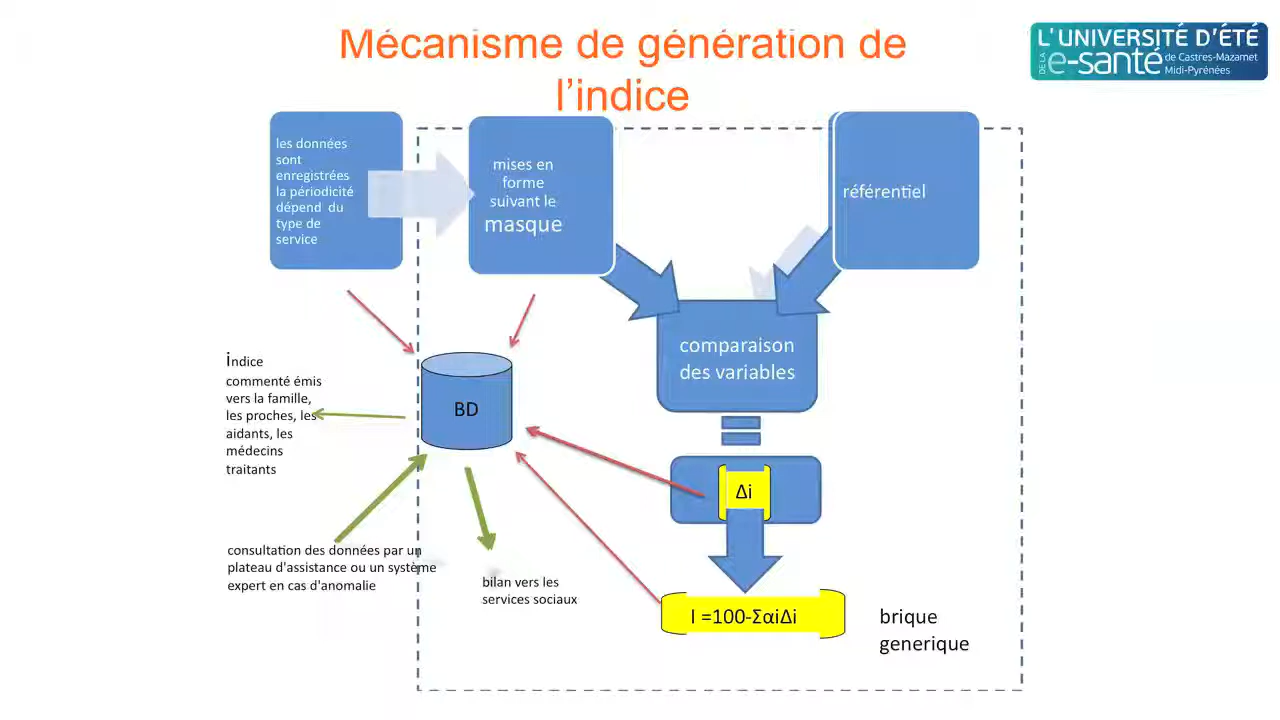 Mécanisme de génération de
l'indice
L'UNIVERSITÉ D'ÉTÉ
DE LA e-santé de Castres-Mazamet
Midi-Pyrénées
les données
sont
enregistrées
la périodicité
dépend du
type de
service
mises en
forme
suivant le
masque
référentiel
comparaison
des variables
indice
commenté émis
vers la famille,
les proches, les
aidants, les
médecins
traitants
BD
Δi
consultation des données par un
plateau d'assistance ou un système
expert en cas d'anomalie
bilan vers les
services sociaux
I =100-ΣαiΔi
brique
generique